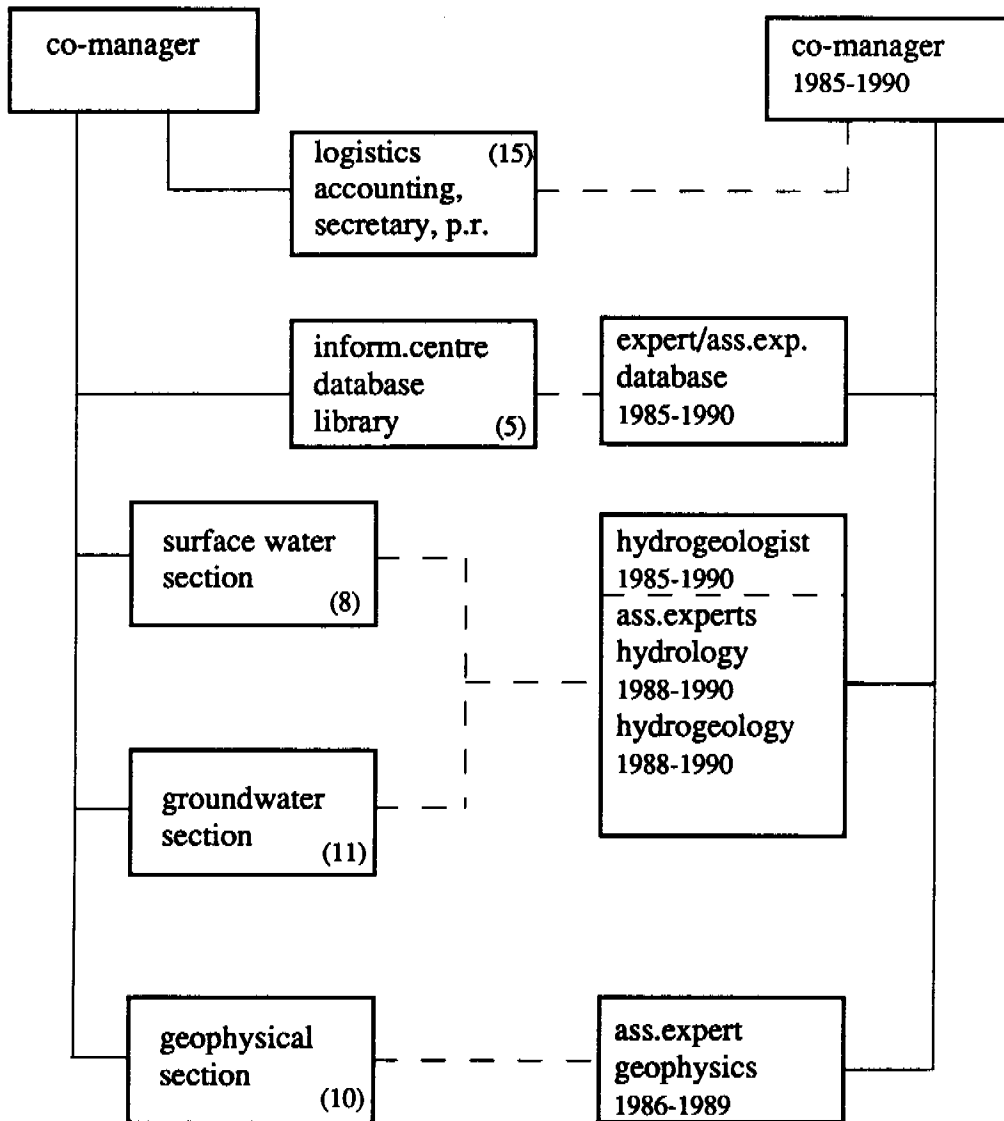 co-manager
co-manager
1985-1990
logistics (15)
accounting,
secretary, p.r.
inform.centre
database
library (5)
expert/ass.exp.
database
1985-1990
surface water
section
(8)
hydrogeologist
1985-1990
ass.experts
hydrology
1988-1990
hydrogeology
1988-1990
groundwater
section
(11)
geophysical
section
(10)
ass.expert
geophysics
1986-1989